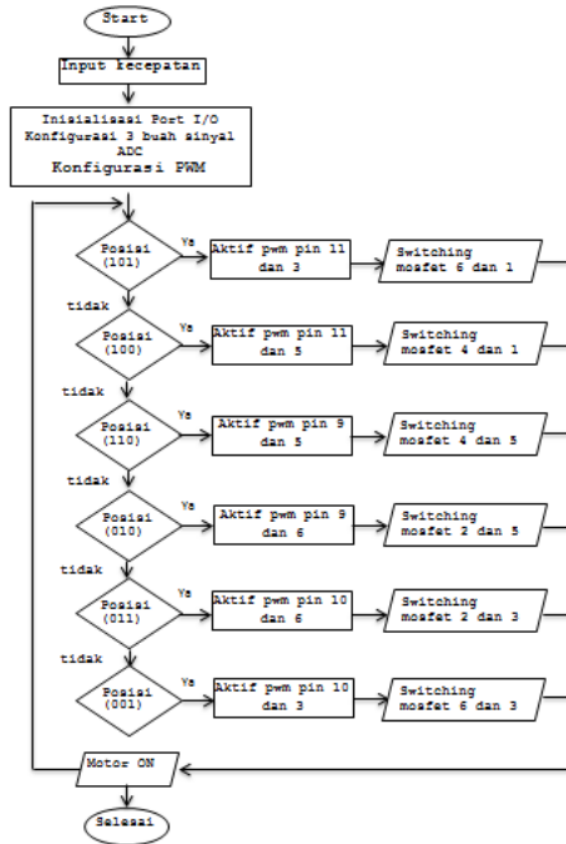 Start
Input kecepatan
Inisialisasi Port I/O
Konfigurasi 3 buah sinyal
ADC
Konfigurasi PWM
Posisi
(101)
Ya
Aktif pwm pin 11
dan 3
Switching
mosfet 6 dan 1
tidak
Posisi
(100)
Ya
Aktif pwm pin 11
dan 5
Switching
mosfet 4 dan 1
tidak
Posisi
(110)
Ya
Aktif pwm pin 9
dan 5
Switching
mosfet 4 dan 5
tidak
Posisi
(010)
Ya
Aktif pwm pin 9
dan 6
Switching
mosfet 2 dan 5
tidak
Posisi
(011)
Ya
Aktif pwm pin 10
dan 6
Switching
mosfet 2 dan 3
tidak
Posisi
(001)
Ya
Aktif pwm pin 10
dan 3
Switching
mosfet 6 dan 3
Motor ON
Selesai